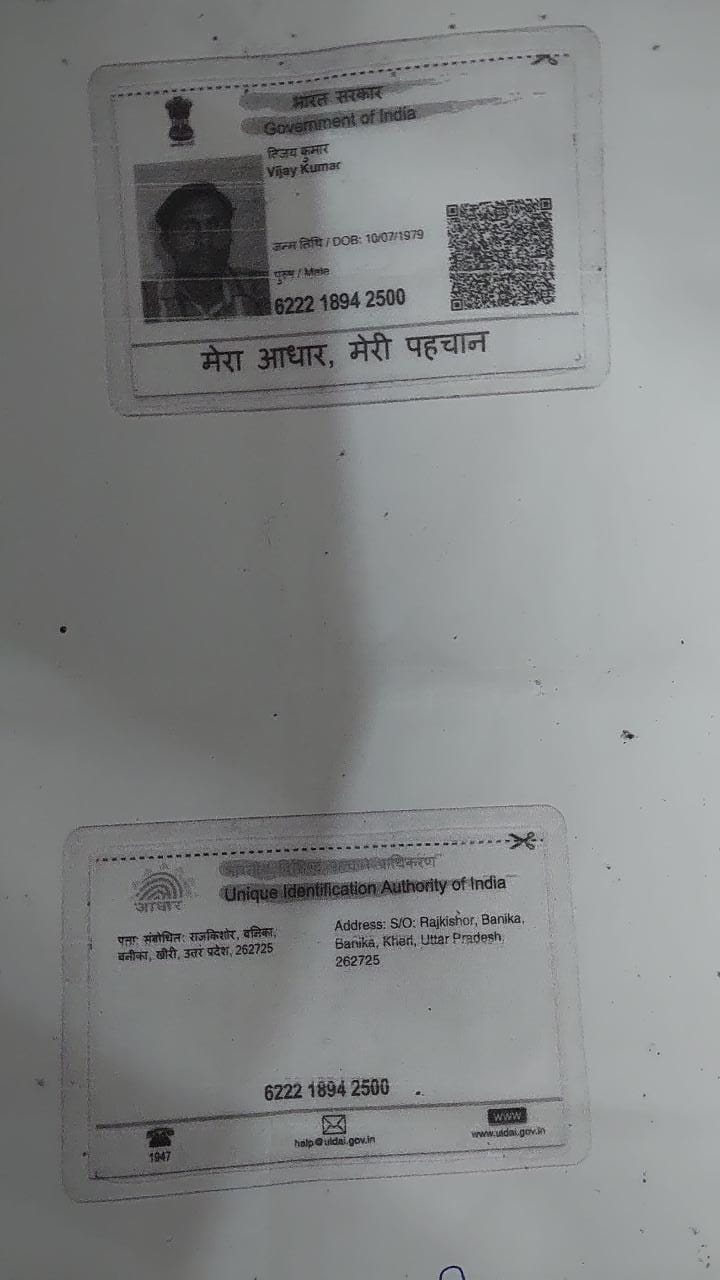 भारत सरकार
Government of India
विजय कुमार
Vijay Kumar
जन्म तिथि / DOB: 10/07/1979
पुरुष / Male
6222 1894 2500
मेरा आधार, मेरी पहचान
प्राधिकरण
Unique Identification Authority of India
आधार
पता: संबोधित: राजकिशोर, बनिका,
बनीका, खीरी, उत्तर प्रदेश, 262725
Address: S/O: Rajkishor, Banika,
Banika, Kheri, Uttar Pradesh,
262725
6222 1894 2500
1947
help@uidai.gov.in
www
www.uidai.gov.in